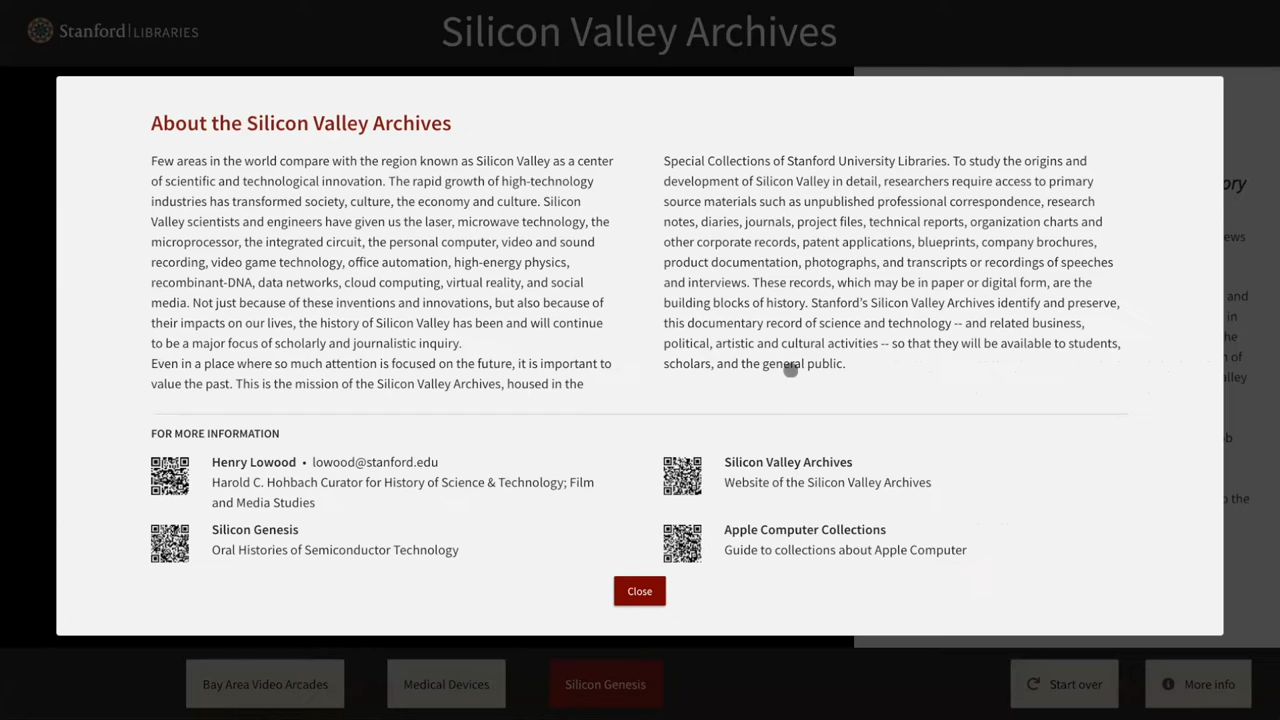 Stanford | LIBRARIES
Silicon Valley Archives
About the Silicon Valley Archives
Few areas in the world compare with the region known as Silicon Valley as a center
of scientific and technological innovation. The rapid growth of high-technology
industries has transformed society, culture, the economy and culture. Silicon
Valley scientists and engineers have given us the laser, microwave technology, the
microprocessor, the integrated circuit, the personal computer, video and sound
recording, video game technology, office automation, high-energy physics,
recombinant-DNA, data networks, cloud computing, virtual reality, and social
media. Not just because of these inventions and innovations, but also because of
their impacts on our lives, the history of Silicon Valley has been and will continue
to be a major focus of scholarly and journalistic inquiry.
Even in a place where so much attention is focused on the future, it is important to
value the past. This is the mission of the Silicon Valley Archives, housed in the
Special Collections of Stanford University Libraries. To study the origins and
development of Silicon Valley in detail, researchers require access to primary
source materials such as unpublished professional correspondence, research
notes, diaries, journals, project files, technical reports, organization charts and
other corporate records, patent applications, blueprints, company brochures,
product documentation, photographs, and transcripts or recordings of speeches
and interviews. These records, which may be in paper or digital form, are the
building blocks of history. Stanford's Silicon Valley Archives identify and preserve,
this documentary record of science and technology -- and related business,
political, artistic and cultural activities -- so that they will be available to students,
scholars, and the general public.
FOR MORE INFORMATION
Henry Lowood • lowood@stanford.edu
Harold C. Hohbach Curator for History of Science & Technology; Film
and Media Studies
Silicon Genesis
Oral Histories of Semiconductor Technology
Silicon Valley Archives
Website of the Silicon Valley Archives
Apple Computer Collections
Guide to collections about Apple Computer
Close
Bay Area Video Arcades
Medical Devices
Silicon Genesis
Start over
More info